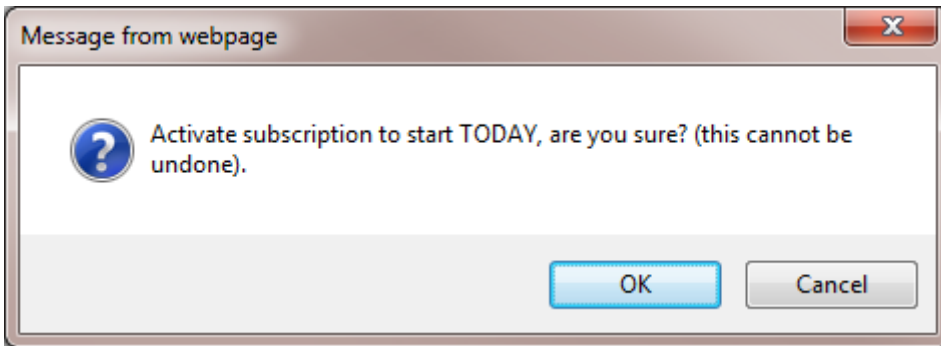 Message from webpage
Activate subscription to start TODAY, are you sure? (this cannot be
undone).
OK
Cancel